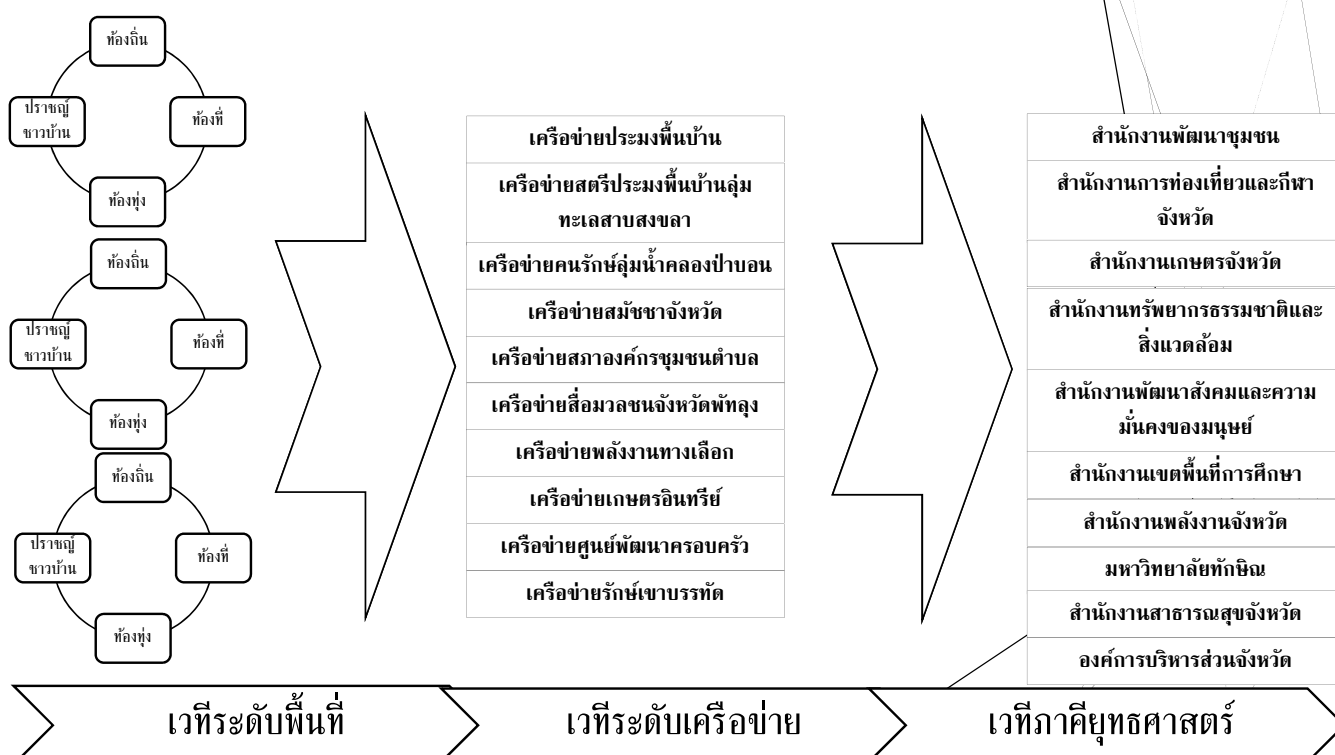 ท้องถิ่น
ปราชญ์
ชาวบ้าน
ท้องที่
ท้องทุ่ง
ท้องถิ่น
ปราชญ์
ชาวบ้าน
ท้องที่
ท้องทุ่ง
ท้องถิ่น
ปราชญ์
ชาวบ้าน
ท้องที่
ท้องทุ่ง
เครือข่ายประมงพื้นบ้าน
เครือข่ายสตรีประมงพื้นบ้านลุ่ม
ทะเลสาบสงขลา
เครือข่ายคนรักษ์ลุ่มน้ำคลองป่าบอน
เครือข่ายสมัชชาจังหวัด
เครือข่ายสภาองค์กรชุมชนตำบล
เครือข่ายสื่อมวลชนจังหวัดพัทลุง
เครือข่ายพลังงานทางเลือก
เครือข่ายเกษตรอินทรีย์
เครือข่ายศูนย์พัฒนาครอบครัว
เครือข่ายรักษ์เขาบรรทัด
สำนักงานพัฒนาชุมชน
สำนักงานการท่องเที่ยวและกีฬา
จังหวัด
สำนักงานเกษตรจังหวัด
สำนักงานทรัพยากรธรรมชาติและ
สิ่งแวดล้อม
สำนักงานพัฒนาสังคมและความ
มั่นคงของมนุษย์
สำนักงานเขตพื้นที่การศึกษา
สำนักงานพลังงานจังหวัด
มหาวิทยาลัยทักษิณ
สำนักงานสาธารณสุขจังหวัด
องค์การบริหารส่วนจังหวัด
เวทีระดับพื้นที่
เวทีระดับเครือข่าย
เวทีภาคียุทธศาสตร์